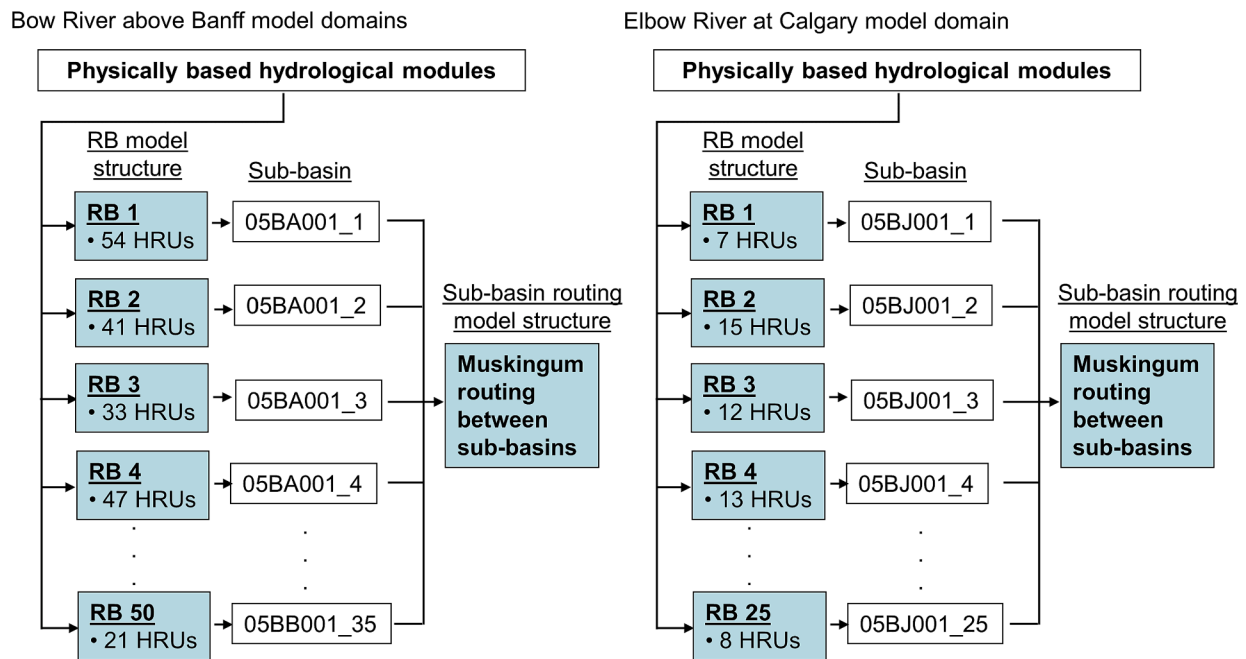 Bow River above Banff model domains
Physically based hydrological modules
RB model
structure
Sub-basin
RB 1
• 54 HRUs
05BA001_1
RB 2
• 41 HRUs
05BA001_2
RB 3
• 33 HRUs
05BA001_3
RB 4
• 47 HRUs
05BA001_4
RB 50
• 21 HRUs
05BB001_35
Sub-basin routing
model structure
Muskingum
routing
between
sub-basins
Elbow River at Calgary model domain
Physically based hydrological modules
RB model
structure
Sub-basin
RB 1
• 7 HRUs
05BJ001_1
RB 2
• 15 HRUs
05BJ001_2
RB 3
• 12 HRUs
05BJ001_3
RB 4
• 13 HRUs
05BJ001_4
RB 25
• 8 HRUs
05BJ001_25
Sub-basin routing
model structure
Muskingum
routing
between
sub-basins